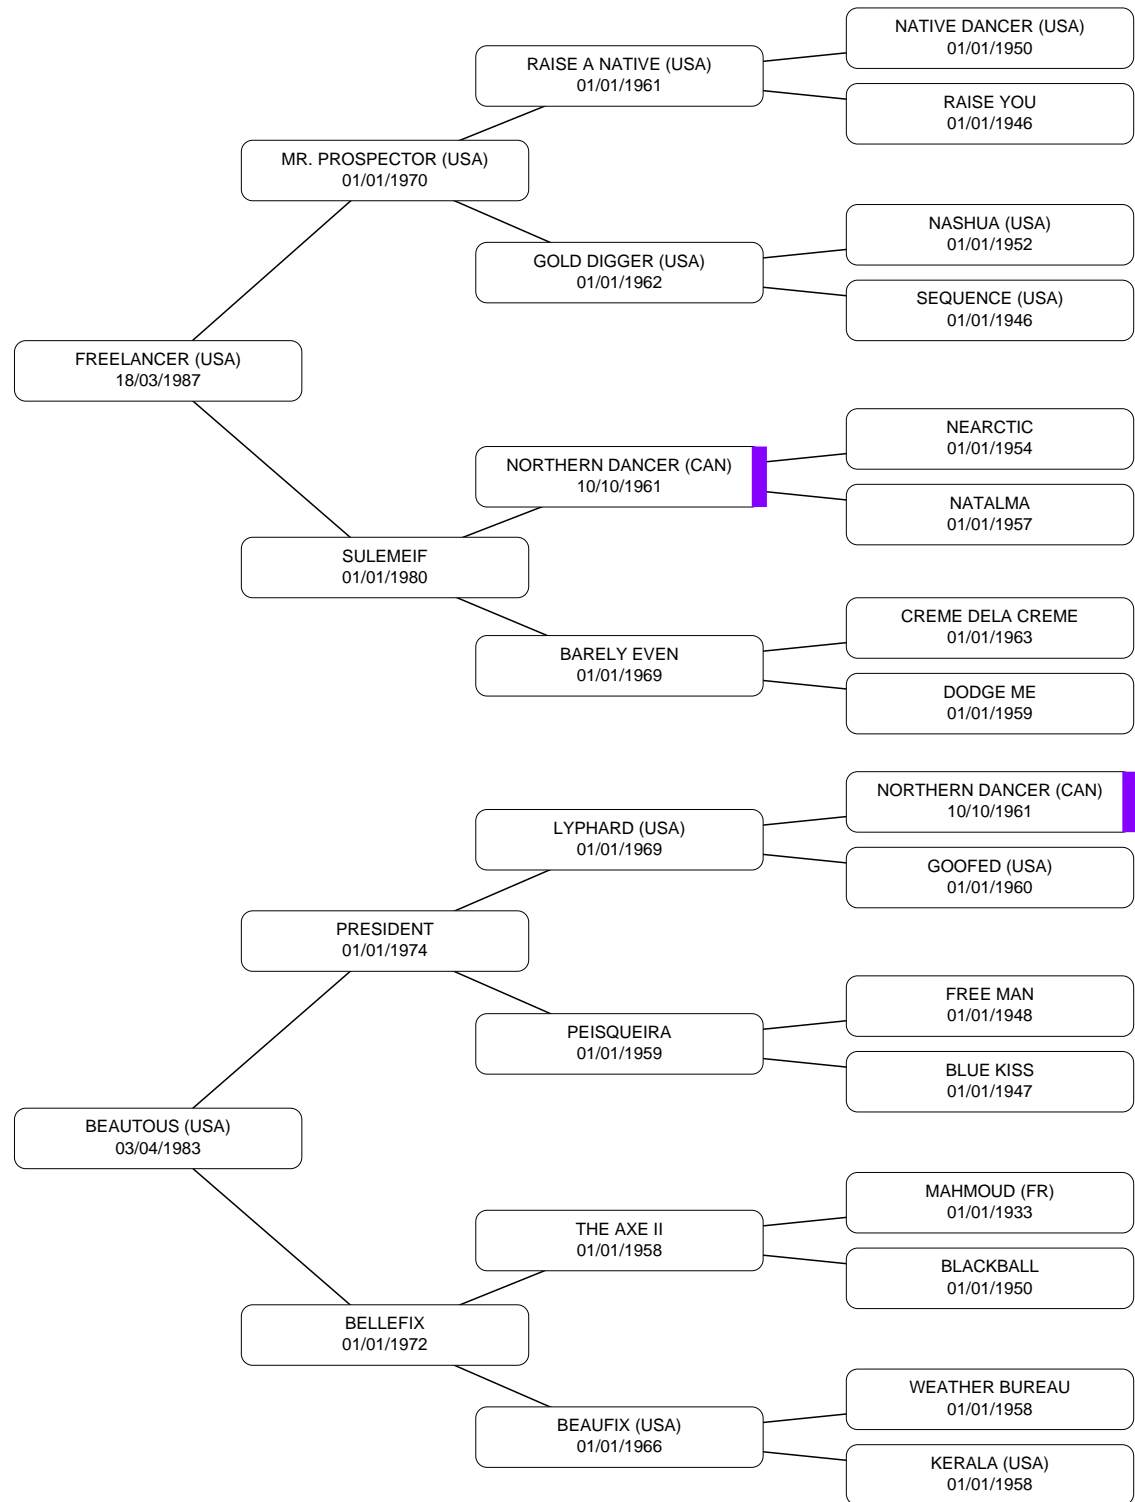 NATIVE DANCER (USA)
01/01/1950
RAISE A NATIVE (USA)
01/01/1961
RAISE YOU
01/01/1946
MR. PROSPECTOR (USA)
01/01/1970
NASHUA (USA)
01/01/1952
GOLD DIGGER (USA)
01/01/1962
SEQUENCE (USA)
01/01/1946
FREELANCER (USA)
18/03/1987
NEARCTIC
01/01/1954
NORTHERN DANCER (CAN)
10/10/1961
NATALMA
01/01/1957
SULEMEIF
01/01/1980
CREME DELA CREME
01/01/1963
BARELY EVEN
01/01/1969
DODGE ME
01/01/1959
NORTHERN DANCER (CAN)
10/10/1961
LYPHARD (USA)
01/01/1969
GOOFED (USA)
01/01/1960
PRESIDENT
01/01/1974
FREE MAN
01/01/1948
PEISQUEIRA
01/01/1959
BLUE KISS
01/01/1947
BEAUTOUS (USA)
03/04/1983
MAHMOUD (FR)
01/01/1933
THE AXE II
01/01/1958
BLACKBALL
01/01/1950
BELLEFIX
01/01/1972
WEATHER BUREAU
01/01/1958
BEAUFIX (USA)
01/01/1966
KERALA (USA)
01/01/1958